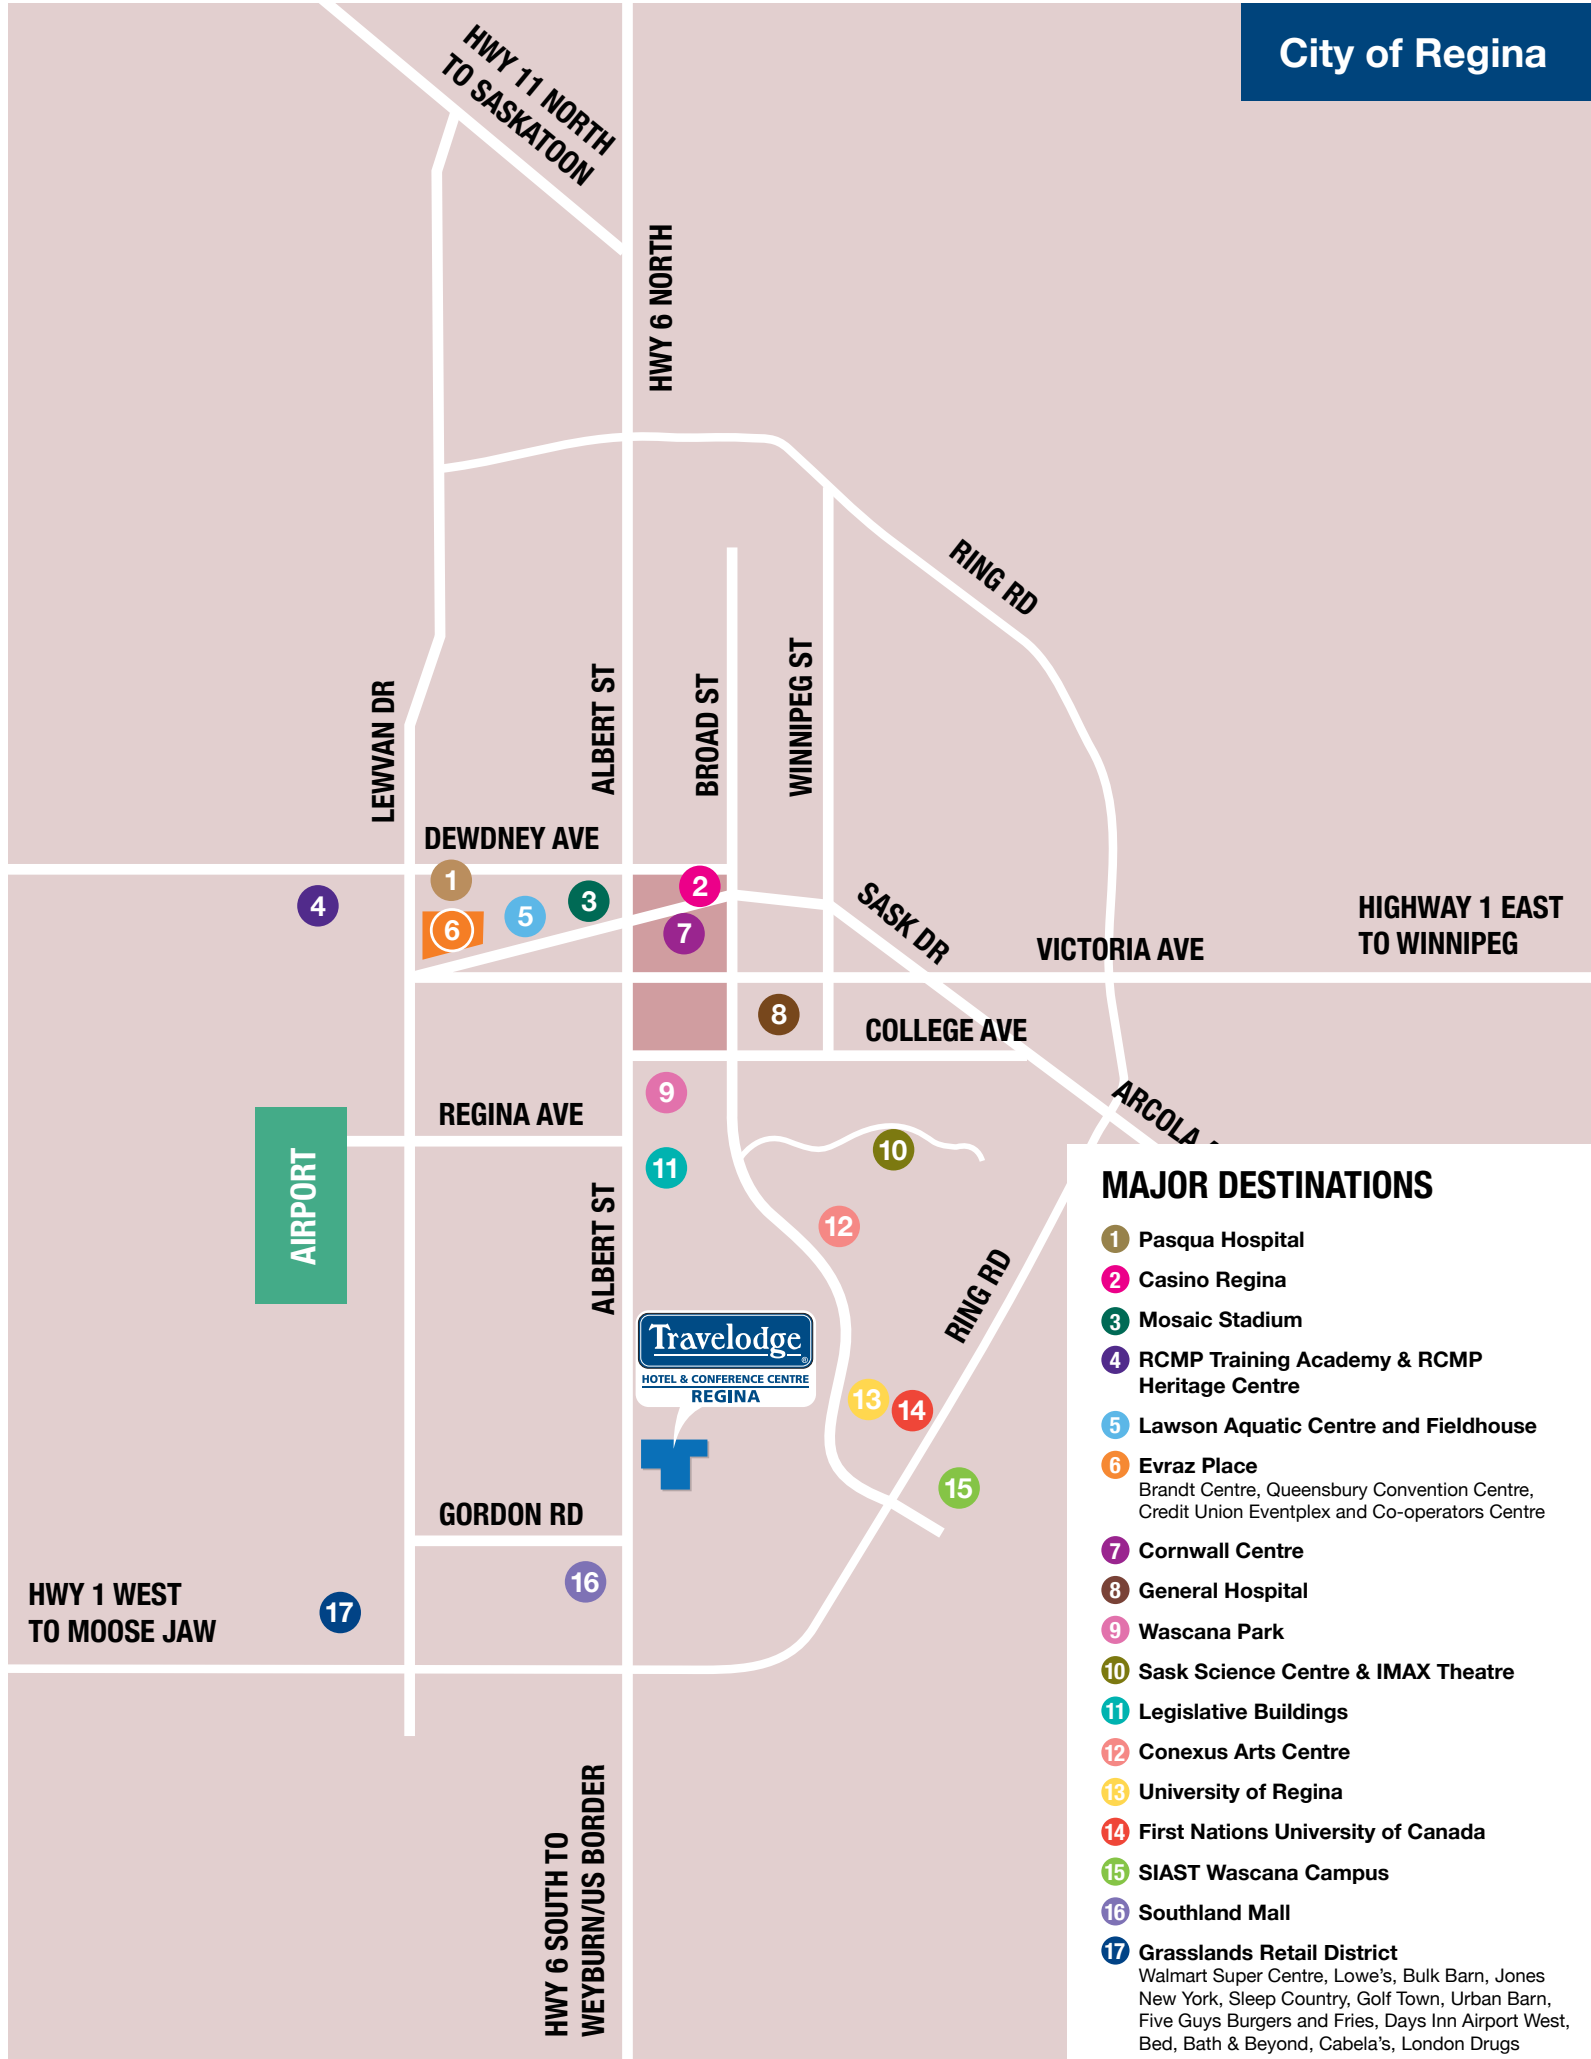 City of Regina
HWY 11 NORTH
TO SASKATOON
HWY 6 NORTH
RING RD
LEWVAN DR
ALBERT ST
BROAD ST
WINNIPEG ST
DEWDNEY AVE
1
2
3
4
5
6
7
SASK DR
VICTORIA AVE
HIGHWAY 1 EAST
TO WINNIPEG
8
COLLEGE AVE
9
REGINA AVE
ARCOLA
10
11
AIRPORT
12
ALBERT ST
RING RD
Travelodge®
HOTEL & CONFERENCE CENTRE
REGINA
13
14
15
GORDON RD
16
17
HWY 1 WEST
TO MOOSE JAW
HWY 6 SOUTH TO
WEYBURN/US BORDER
MAJOR DESTINATIONS
1 Pasqua Hospital
2 Casino Regina
3 Mosaic Stadium
4 RCMP Training Academy & RCMP
Heritage Centre
5 Lawson Aquatic Centre and Fieldhouse
6 Evraz Place
Brandt Centre, Queensbury Convention Centre,
Credit Union Eventplex and Co-operators Centre
7 Cornwall Centre
8 General Hospital
9 Wascana Park
10 Sask Science Centre & IMAX Theatre
11 Legislative Buildings
12 Conexus Arts Centre
13 University of Regina
14 First Nations University of Canada
15 SIAST Wascana Campus
16 Southland Mall
17 Grasslands Retail District
Walmart Super Centre, Lowe's, Bulk Barn, Jones
New York, Sleep Country, Golf Town, Urban Barn,
Five Guys Burgers and Fries, Days Inn Airport West,
Bed, Bath & Beyond, Cabela's, London Drugs